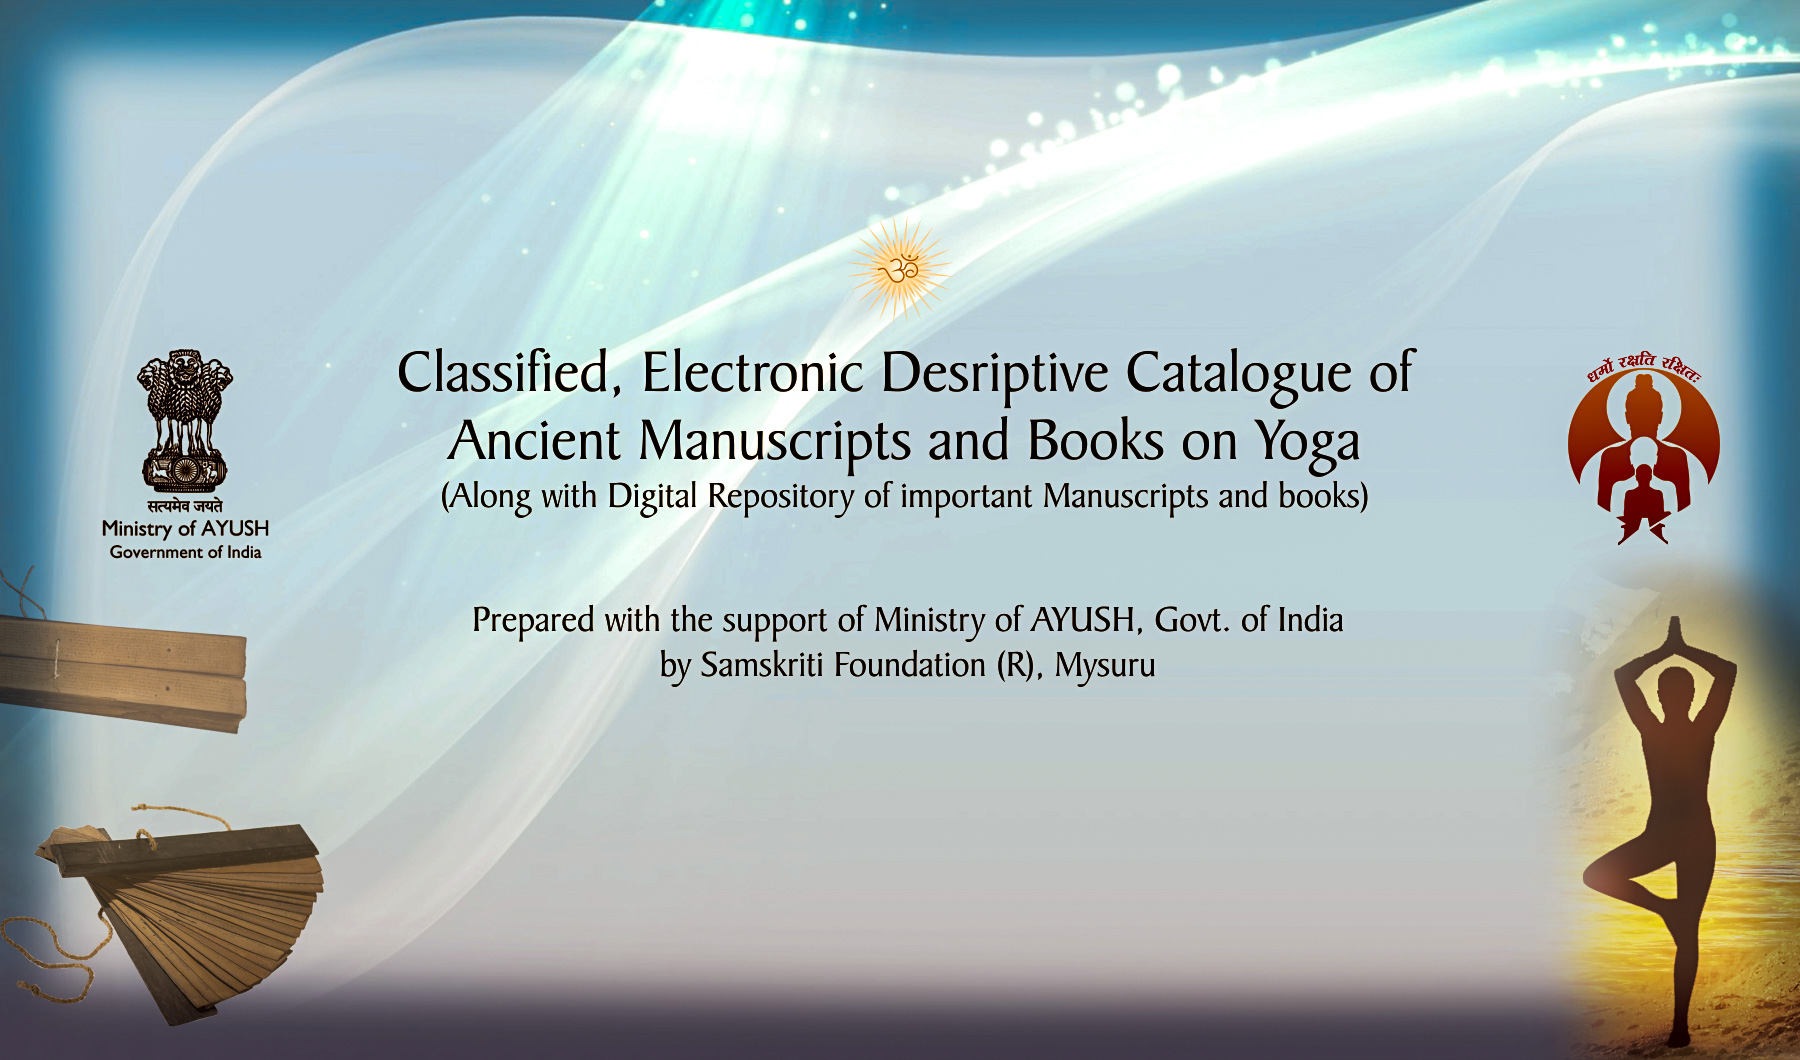 ॐ
Classified, Electronic Desriptive Catalogue of
Ancient Manuscripts and Books on Yoga
(Along with Digital Repository of important Manuscripts and books)
सत्यमेव जयते
Ministry of AYUSH
Government of India
धर्मो रक्षति रक्षितः
Prepared with the support of Ministry of AYUSH, Govt. of India
by Samskriti Foundation (R), Mysuru